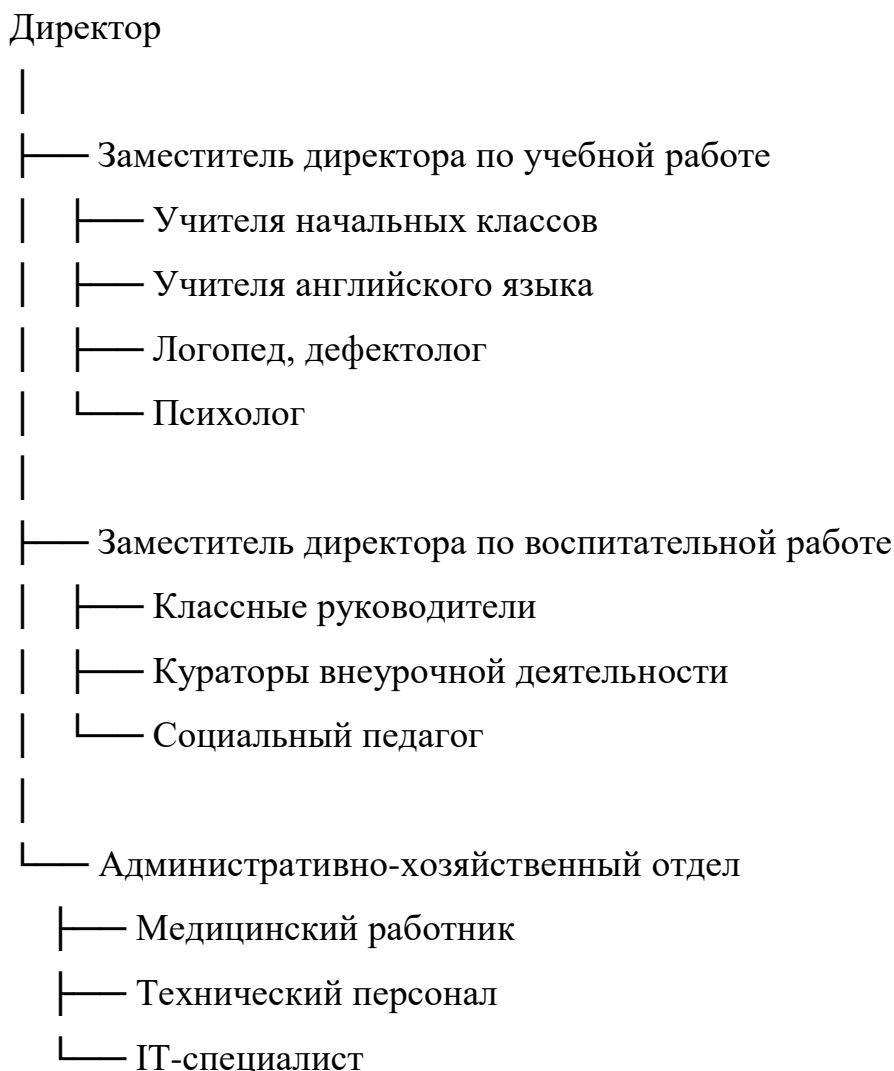 Директор
Заместитель директора по учебной работе
Учителя начальных классов
Учителя английского языка
Логопед, дефектолог
Психолог
Заместитель директора по воспитательной работе
Классные руководители
Кураторы внеурочной деятельности
Социальный педагог
Административно-хозяйственный отдел
Медицинский работник
Технический персонал
IT-специалист